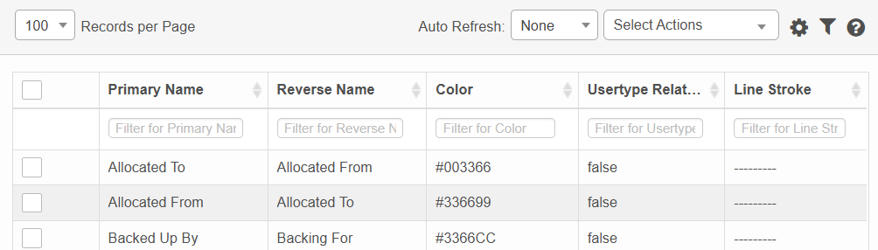 100 Records per Page Auto Refresh: None Select Actions
Primary Name Reverse Name Color Usertype Relat... Line Stroke
Filter for Primary Nar Filter for Reverse N Filter for Color Filter for Usertype Filter for Line Str
Allocated To Allocated From #003366 false ---------
Allocated From Allocated To #336699 false ---------
Backed Up By Backing For #3366CC false ---------